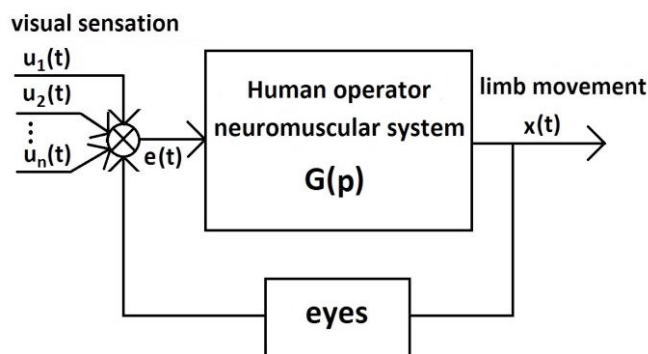 visual sensation
u1(t)
u2(t)
⋮
un(t)
e(t)
Human operator
neuromuscular system
G(p)
limb movement
x(t)
eyes